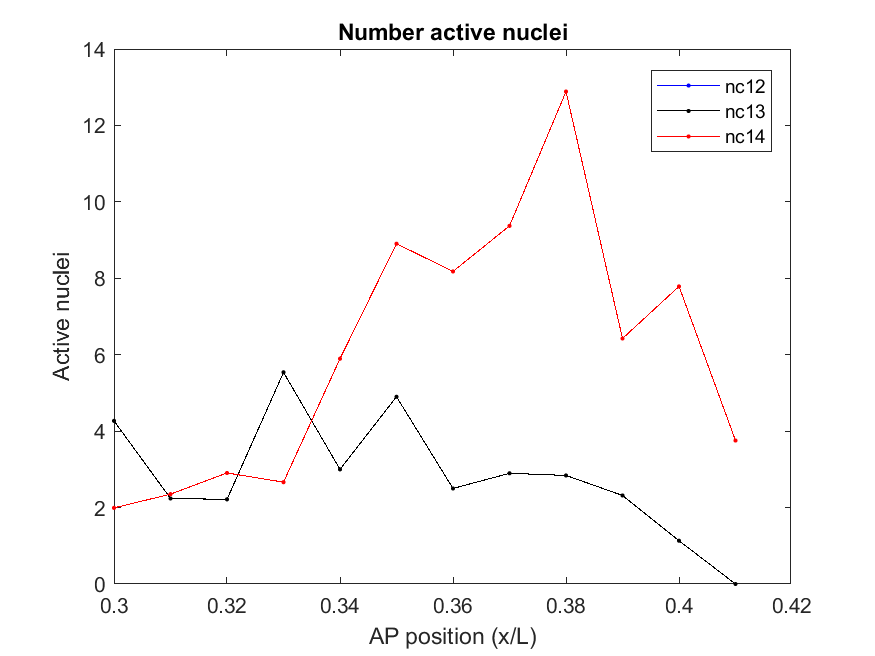 Number active nuclei
14
12
10
8
6
4
2
0
Active nuclei
0.3
0.32
0.34
0.36
0.38
0.4
0.42
AP position (x/L)
nc12
nc13
nc14